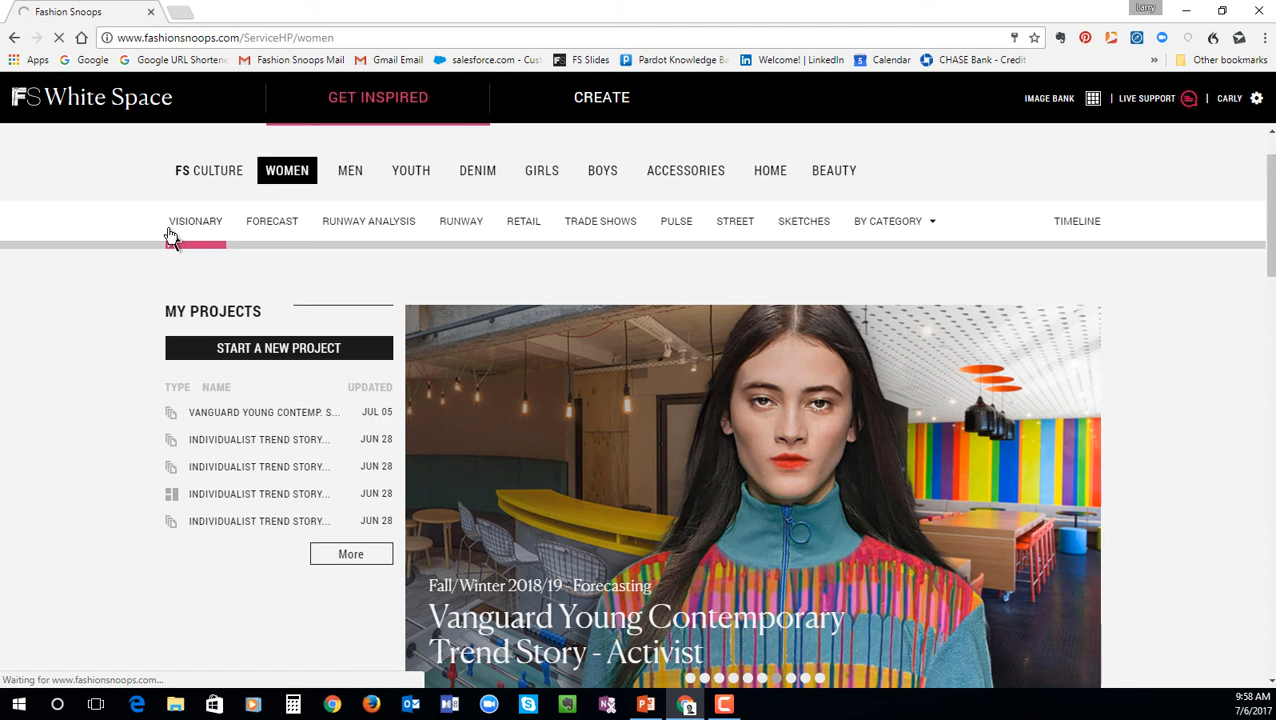 Fashion Snoops
Larry
www.fashionsnoops.com/ServiceHP/women
Apps Google Google URL Shortene Fashion Snoops Mail Gmail Email salesforce.com - Cust FS Slides Pardot Knowledge Ba Welcome! | LinkedIn Calendar CHASE Bank - Credit » Other bookmarks
FS White Space GET INSPIRED CREATE IMAGE BANK | LIVE SUPPORT | CARLY
FS CULTURE WOMEN MEN YOUTH DENIM GIRLS BOYS ACCESSORIES HOME BEAUTY
VISIONARY FORECAST RUNWAY ANALYSIS RUNWAY RETAIL TRADE SHOWS PULSE STREET SKETCHES BY CATEGORY TIMELINE
MY PROJECTS
START A NEW PROJECT
TYPE NAME UPDATED
VANGUARD YOUNG CONTEMP. S... JUL 05
INDIVIDUALIST TREND STORY... JUN 28
INDIVIDUALIST TREND STORY... JUN 28
INDIVIDUALIST TREND STORY... JUN 28
INDIVIDUALIST TREND STORY... JUN 28
More
Fall/Winter 2018/19 - Forecasting
Vanguard Young Contemporary
Trend Story - Activist
Waiting for www.fashionsnoops.com...
9:58 AM
7/6/2017